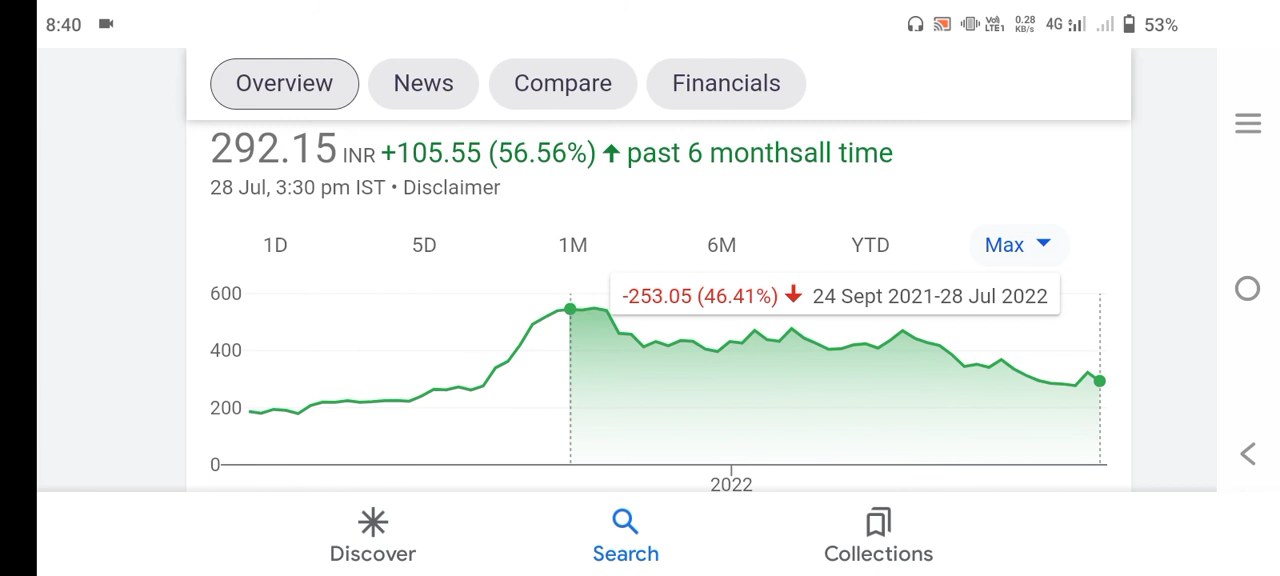 8:40 Vo) LTE1 0.28 KB/s 4G 53%
Overview News Compare Financials
292.15 INR +105.55 (56.56%) ↑ past 6 monthsall time
28 Jul, 3:30 pm IST • Disclaimer
1D 5D 1M 6M YTD Max
-253.05 (46.41%) ↓ 24 Sept 2021-28 Jul 2022
600
400
200
0
2022
Discover Search Collections